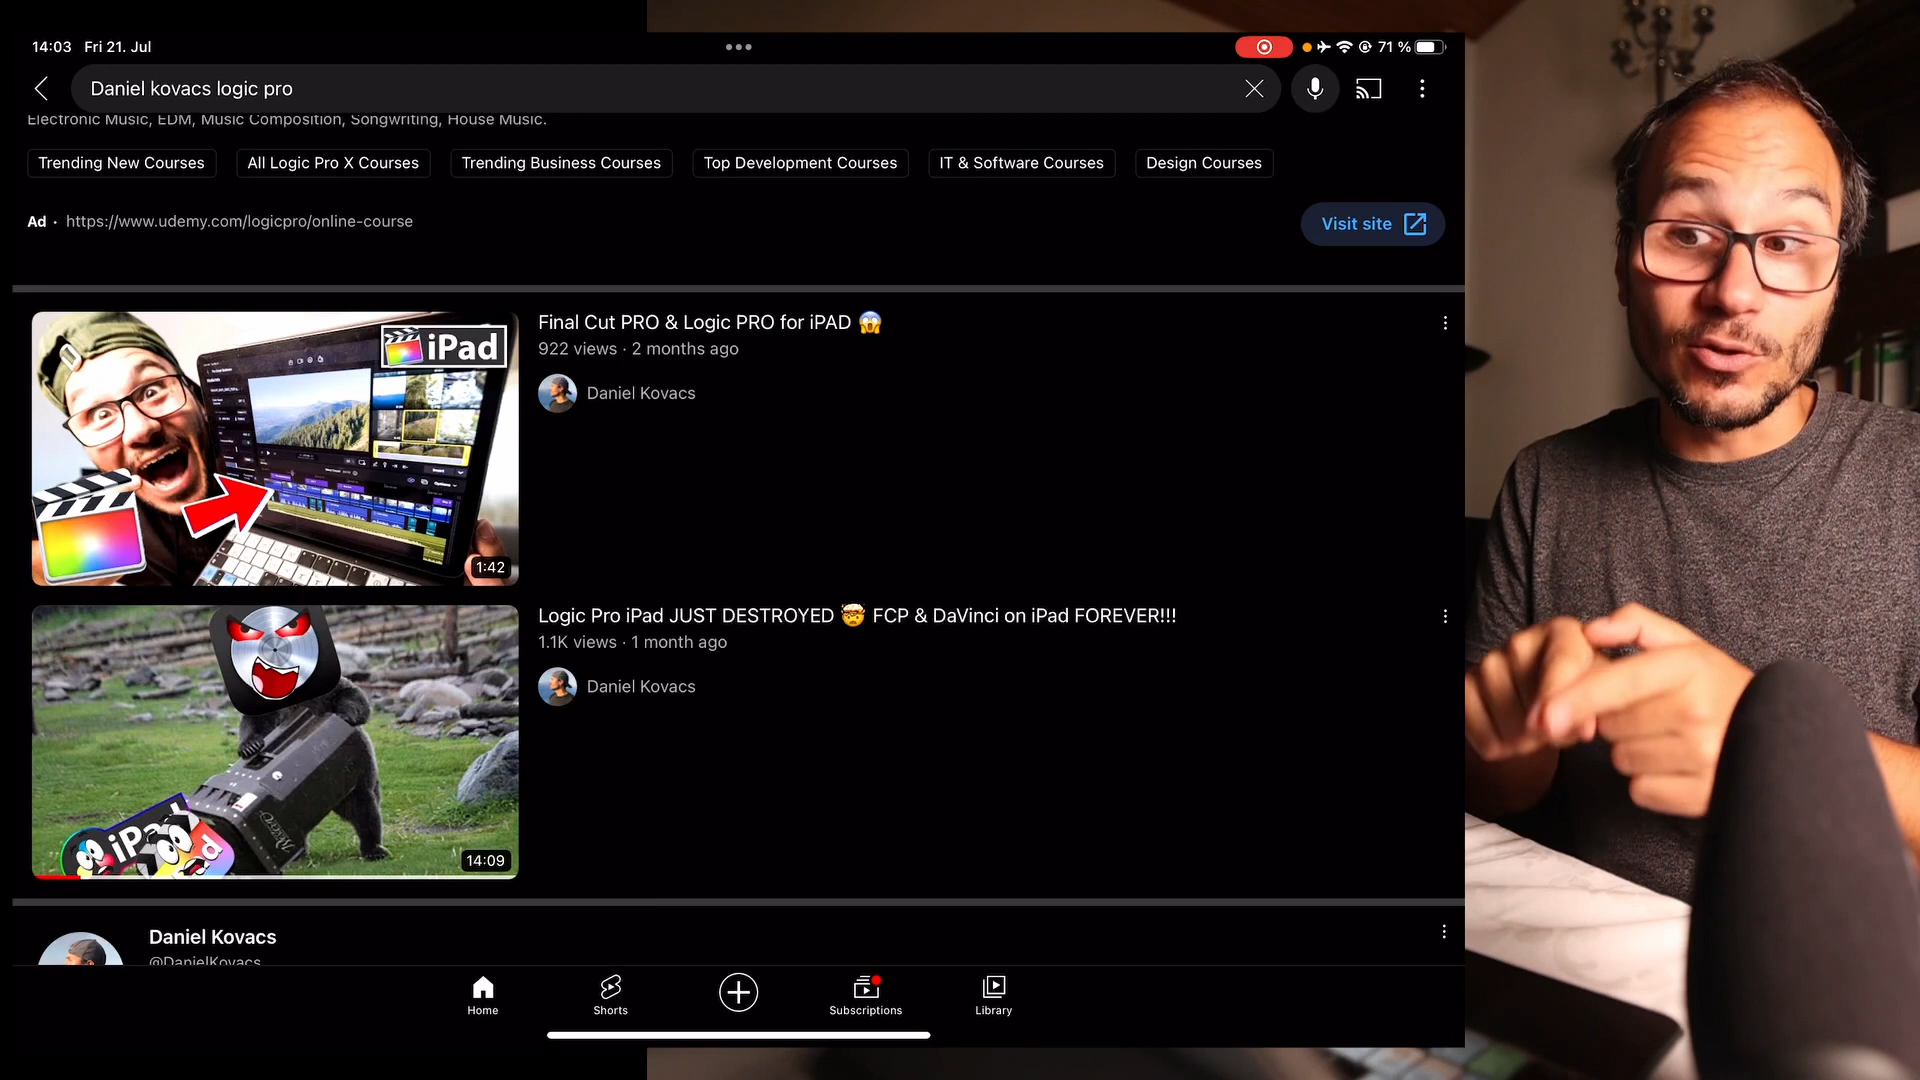 14:03 Fri 21. Jul
71 %
Daniel kovacs logic pro
Electronic Music, EDM, Music Composition, Songwriting, House Music.
Trending New Courses
All Logic Pro X Courses
Trending Business Courses
Top Development Courses
IT & Software Courses
Design Courses
Ad · https://www.udemy.com/logicpro/online-course
Visit site
iPad
1:42
Final Cut PRO & Logic PRO for iPAD 😱
922 views · 2 months ago
Daniel Kovacs
iPad
14:09
Logic Pro iPad JUST DESTROYED 🤯 FCP & DaVinci on iPad FOREVER!!!
1.1K views · 1 month ago
Daniel Kovacs
Daniel Kovacs
@DanielKovacs
Home
Shorts
Subscriptions
Library